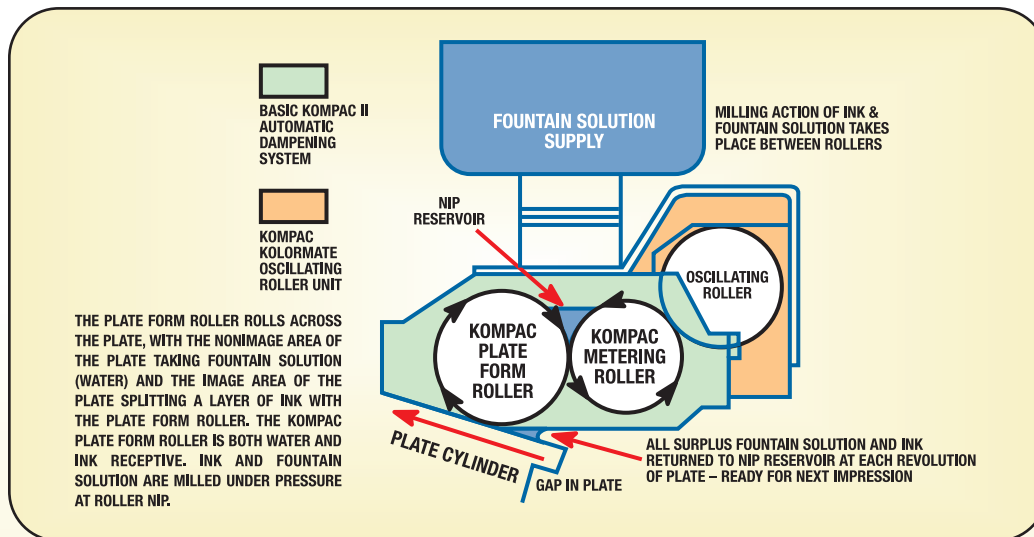 BASIC KOMPAC II
AUTOMATIC
DAMPENING
SYSTEM
KOMPAC
KOLORMATE
OSCILLATING
ROLLER UNIT
THE PLATE FORM ROLLER ROLLS ACROSS
THE PLATE, WITH THE NONIMAGE AREA OF
THE PLATE TAKING FOUNTAIN SOLUTION
(WATER) AND THE IMAGE AREA OF THE
PLATE SPLITTING A LAYER OF INK WITH
THE PLATE FORM ROLLER. THE KOMPAC
PLATE FORM ROLLER IS BOTH WATER AND
INK RECEPTIVE. INK AND FOUNTAIN
SOLUTION ARE MILLED UNDER PRESSURE
AT ROLLER NIP.
FOUNTAIN SOLUTION
SUPPLY
MILLING ACTION OF INK &
FOUNTAIN SOLUTION TAKES
PLACE BETWEEN ROLLERS
NIP
RESERVOIR
OSCILLATING
ROLLER
KOMPAC
PLATE
FORM
ROLLER
KOMPAC
METERING
ROLLER
PLATE CYLINDER
GAP IN PLATE
ALL SURPLUS FOUNTAIN SOLUTION AND INK
RETURNED TO NIP RESERVOIR AT EACH REVOLUTION
OF PLATE – READY FOR NEXT IMPRESSION